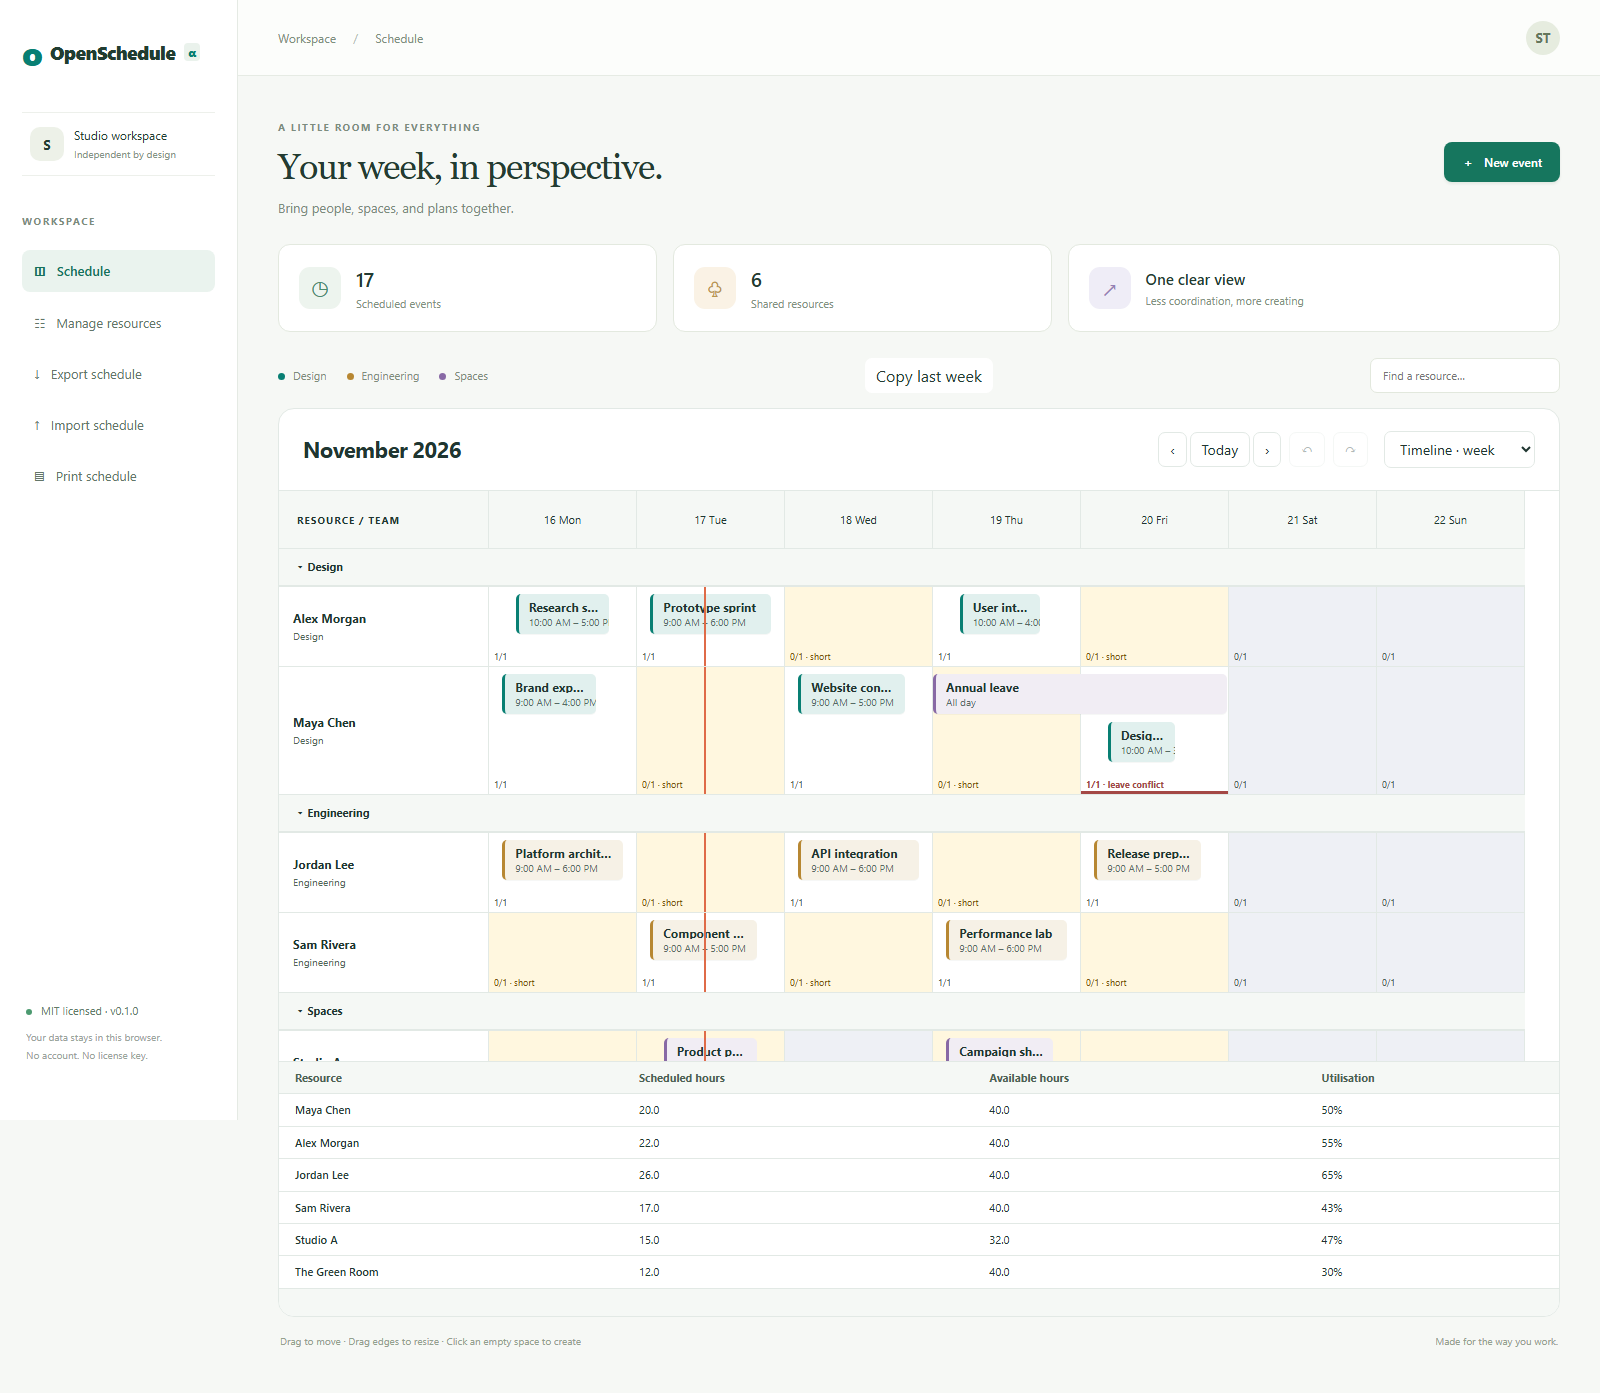 o OpenSchedule α
S
Studio workspace
Independent by design
WORKSPACE
Schedule
Manage resources
↓ Export schedule
↑ Import schedule
Print schedule
MIT licensed · v0.1.0
Your data stays in this browser.
No account. No license key.
Workspace / Schedule
ST
A LITTLE ROOM FOR EVERYTHING
Your week, in perspective.
Bring people, spaces, and plans together.
+ New event
17
Scheduled events
6
Shared resources
One clear view
Less coordination, more creating
Design
Engineering
Spaces
Copy last week
Find a resource...
November 2026
‹ Today ›
Timeline · week
RESOURCE / TEAM
16 Mon
17 Tue
18 Wed
19 Thu
20 Fri
21 Sat
22 Sun
Design
Alex Morgan
Design
Research s...
10:00 AM – 5:00 P
1/1
Prototype sprint
9:00 AM – 6:00 PM
1/1
0/1 · short
User int...
10:00 AM – 4:00
1/1
0/1 · short
0/1
0/1
Maya Chen
Design
Brand exp...
9:00 AM – 4:00 PM
1/1
0/1 · short
Website con...
9:00 AM – 5:00 PM
1/1
Annual leave
All day
0/1 · short
Desig...
10:00 AM –
1/1 · leave conflict
0/1
0/1
Engineering
Jordan Lee
Engineering
Platform archit...
9:00 AM – 6:00 PM
1/1
0/1 · short
API integration
9:00 AM – 6:00 PM
1/1
0/1 · short
Release prep...
9:00 AM – 5:00 PM
1/1
0/1
0/1
Sam Rivera
Engineering
0/1 · short
Component ...
9:00 AM – 5:00 PM
1/1
0/1 · short
Performance lab
9:00 AM – 6:00 PM
1/1
0/1 · short
0/1
0/1
Spaces
Studio A
Product p...
Campaign sh...
Resource Scheduled hours Available hours Utilisation
Maya Chen 20.0 40.0 50%
Alex Morgan 22.0 40.0 55%
Jordan Lee 26.0 40.0 65%
Sam Rivera 17.0 40.0 43%
Studio A 15.0 32.0 47%
The Green Room 12.0 40.0 30%
Drag to move · Drag edges to resize · Click an empty space to create
Made for the way you work.